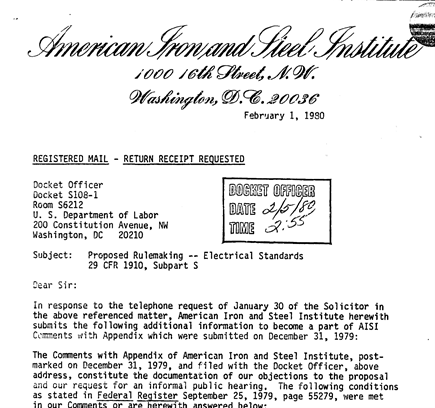 American Iron and Steel Institute
1000 16th Street, N.W.
Washington, D.C. 20036
February 1, 1980
REGISTERED MAIL - RETURN RECEIPT REQUESTED
Docket Officer
Docket S108-1
Room S6212
U. S. Department of Labor
200 Constitution Avenue, NW
Washington, DC 20210
DOCKET OFFICER
DATE 2/5/80
TIME 2:55
Subject: Proposed Rulemaking -- Electrical Standards
29 CFR 1910, Subpart S
Dear Sir:
In response to the telephone request of January 30 of the Solicitor in
the above referenced matter, American Iron and Steel Institute herewith
submits the following additional information to become a part of AISI
Comments with Appendix which were submitted on December 31, 1979:
The Comments with Appendix of American Iron and Steel Institute, post-
marked on December 31, 1979, and filed with the Docket Officer, above
address, constitute the documentation of our objections to the proposal
and our request for an informal public hearing. The following conditions
as stated in Federal Register September 25, 1979, page 55279, were met
in our Comments or are herewith answered below: